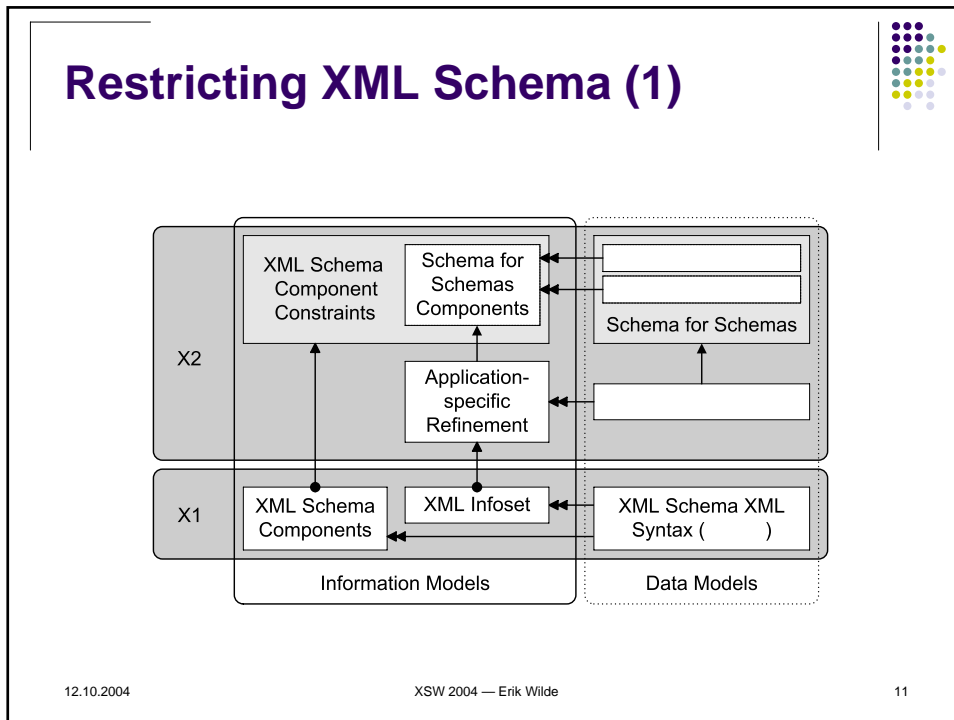 Restricting XML Schema (1)
XML Schema
Component
Constraints
Schema for
Schemas
Components
Schema for Schemas
X2
Application-
specific
Refinement
X1
XML Schema
Components
XML Infoset
XML Schema XML
Syntax ( )
Information Models
Data Models
12.10.2004
XSW 2004 — Erik Wilde
11